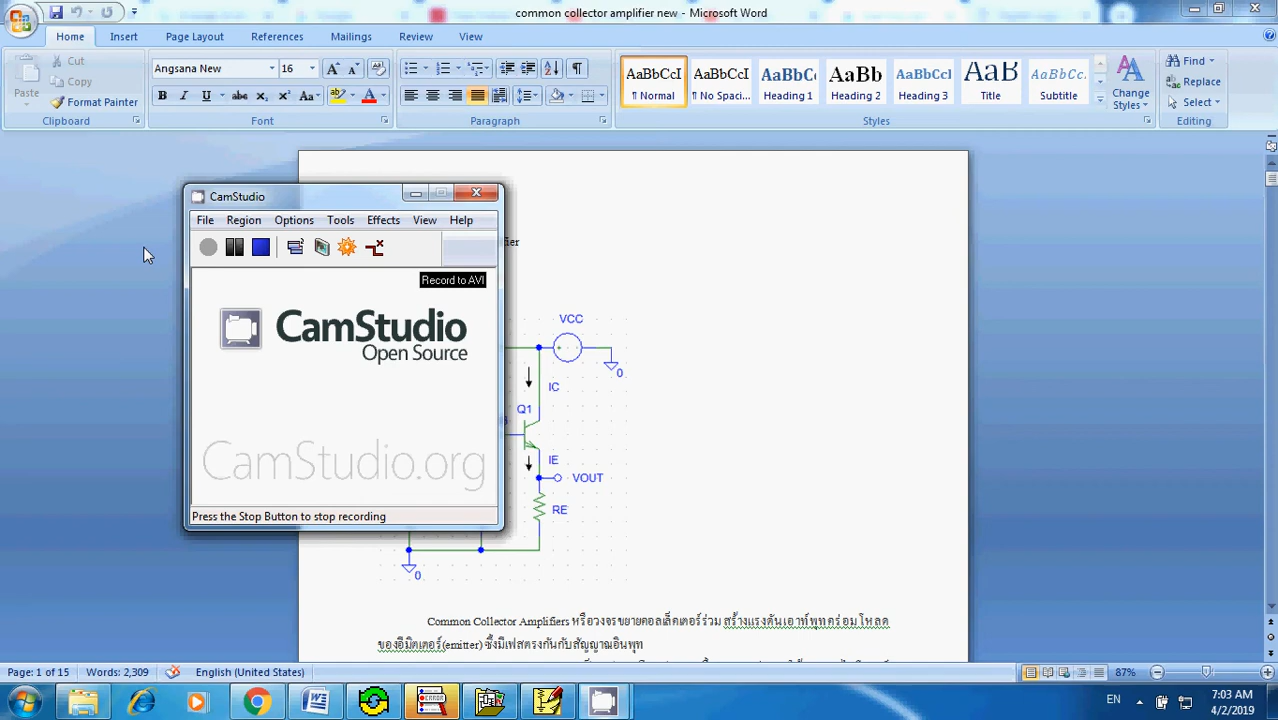 common collector amplifier new - Microsoft Word
Home Insert Page Layout References Mailings Review View
Paste
Cut
Copy
Format Painter
Clipboard
Angsana New 16
Font
Paragraph
AaBbCcI AaBbCcI AaBbC AaBb AaBbCcI AaB AaBbCc.
¶ Normal ¶ No Spaci... Heading 1 Heading 2 Heading 3 Title Subtitle
Change
Styles
Styles
Find
Replace
Select
Editing
CamStudio
File Region Options Tools Effects View Help
Record to AVI
CamStudio
Open Source
CamStudio.org
Press the Stop Button to stop recording
VCC
0
IC
Q1
IE
VOUT
RE
0
Common Collector Amplifiers หรือวงจรขยายคอลเล็คเตอร์ร่วม สร้างแรงดันเอาท์พุทคร่อมโหลด
ของอีมิตเตอร์(emitter) ซึ่งมีเฟสตรงกันกับสัญญาณอินพุท
Page: 1 of 15 Words: 2,309 English (United States) 87%
EN
7:03 AM
4/2/2019